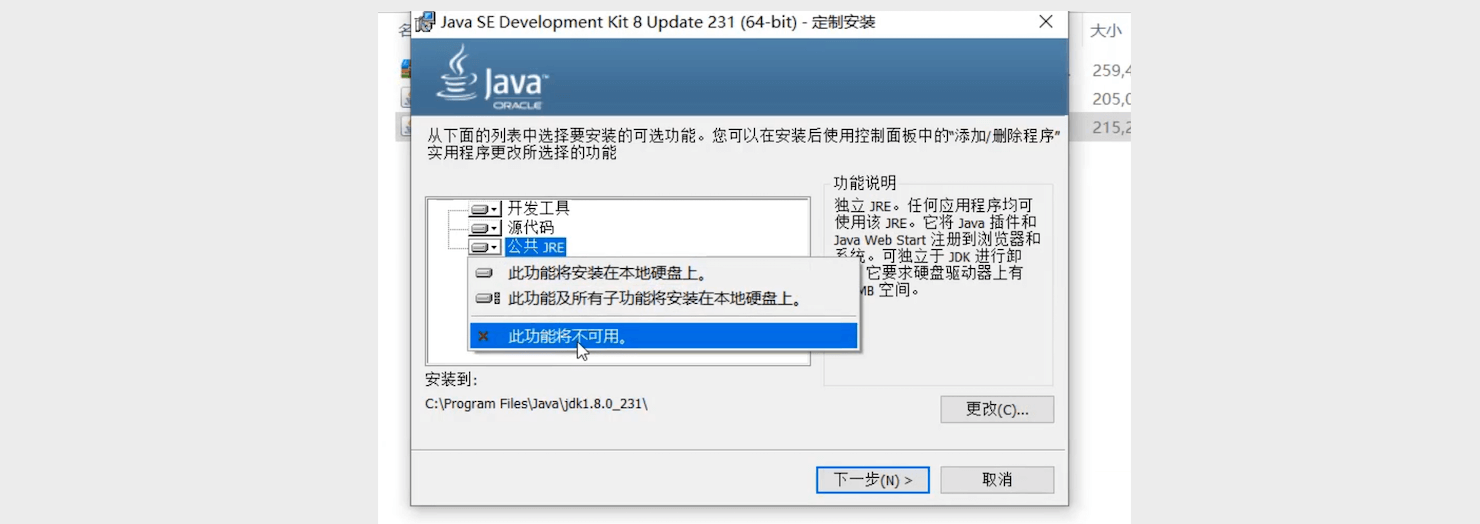 名
Java SE Development Kit 8 Update 231 (64-bit) - 定制安装
大小
259,4
205,0
215,2
Java™
ORACLE
从下面的列表中选择要安装的可选功能。您可以在安装后使用控制面板中的“添加/删除程序”
实用程序更改所选择的功能
开发工具
源代码
公共 JRE
此功能将安装在本地硬盘上。
此功能及所有子功能将安装在本地硬盘上。
此功能将不可用。
功能说明
独立 JRE。任何应用程序均可
使用该 JRE。它将 Java 插件和
Java Web Start 注册到浏览器和
系统。可独立于 JDK 进行卸
它要求硬盘驱动器上有
MB 空间。
安装到:
C:\Program Files\Java\jdk1.8.0_231\
更改(C)...
下一步(N) >
取消